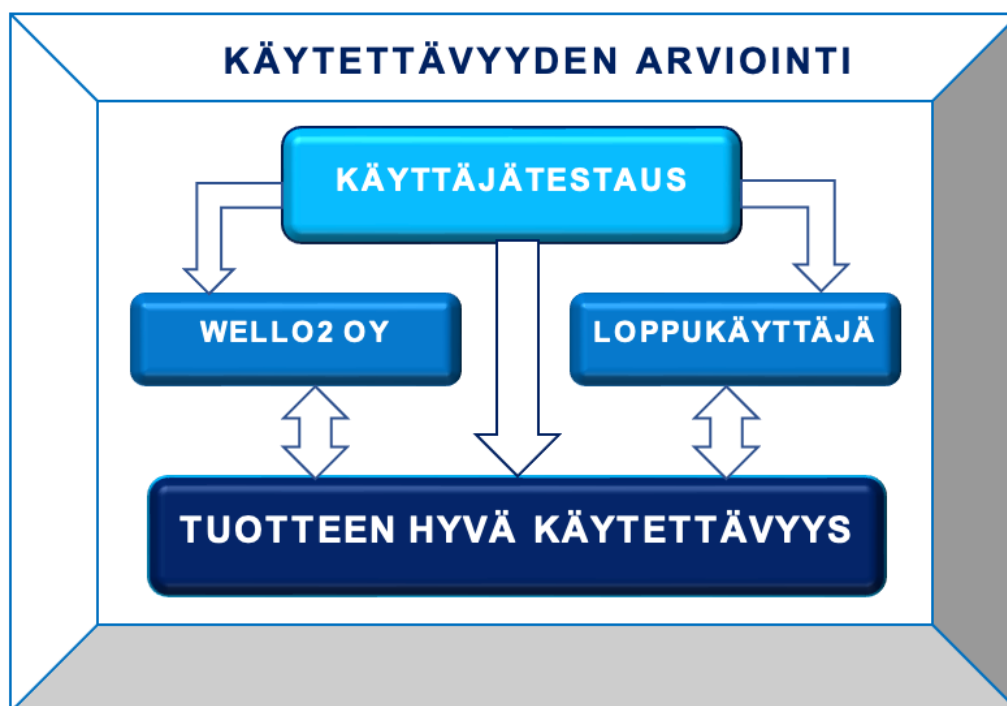 KÄYTETTÄVYYDEN ARVIOINTI
KÄYTTÄJÄTESTAUS
WELLO2 OY
LOPPUKÄYTTÄJÄ
TUOTTEEN HYVÄ KÄYTETTÄVYYS